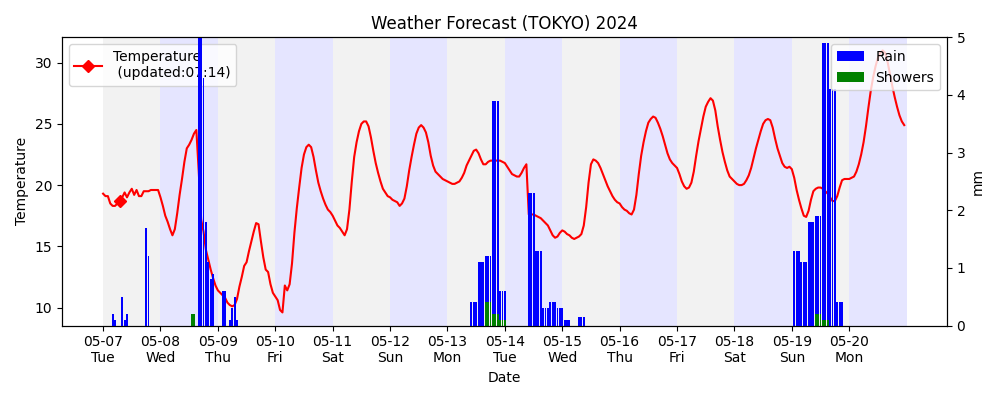 Weather Forecast (TOKYO) 2024
Temperature
(updated:07:14)
Rain
Showers
30
25
20
15
10
Temperature
5
4
3
2
1
0
mm
05-07 05-08 05-09 05-10 05-11 05-12 05-13 05-14 05-15 05-16 05-17 05-18 05-19 05-20
Tue Wed Thu Fri Sat Sun Mon Tue Wed Thu Fri Sat Sun Mon
Date